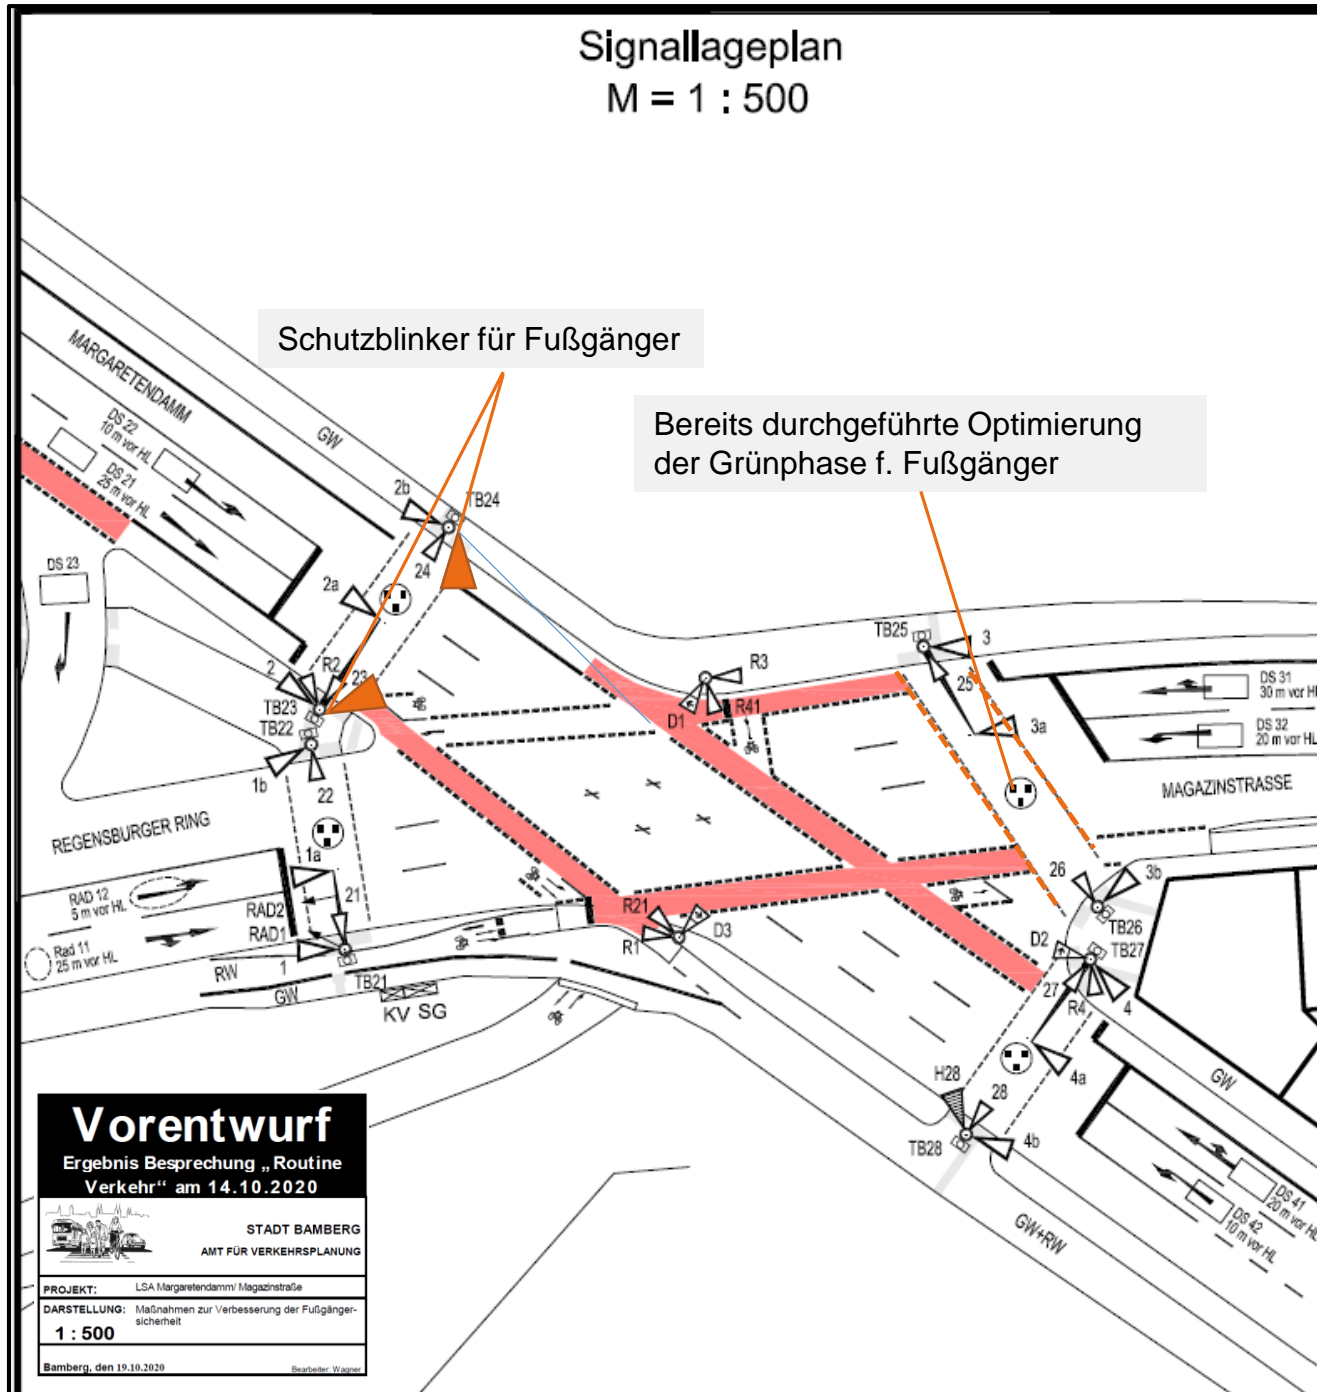 Signallageplan
M = 1 : 500
Schutzblinker für Fußgänger
Bereits durchgeführte Optimierung
der Grünphase f. Fußgänger
MARGARETENDAMM
GW
DS 22
10 m vor HL
DS 21
25 m vor HL
DS 23
2b
TB24
24
2a
2
R2
23
TB23
TB22
1b
22
REGENSBURGER RING
1a
21
RAD 12
5 m vor HL
RAD2
RAD1
Rad 11
25 m vor HL
1
RW
GW
TB21
KV SG
R3
D1
R41
TB25
3
25
3a
DS 31
30 m vor HL
DS 32
20 m vor HL
MAGAZINSTRASSE
26
3b
TB26
D2
TB27
27
R4
4
R21
R1
D3
H28
28
4a
4b
TB28
GW
GW+RW
DS 41
20 m vor HL
DS 42
10 m vor HL
Vorentwurf
Ergebnis Besprechung „Routine
Verkehr“ am 14.10.2020
STADT BAMBERG
AMT FÜR VERKEHRSPLANUNG
PROJEKT: LSA Margaretendamm/ Magazinstraße
DARSTELLUNG: Maßnahmen zur Verbesserung der Fußgänger-
sicherheit
1 : 500
Bamberg, den 19.10.2020 Bearbeiter: Wagner